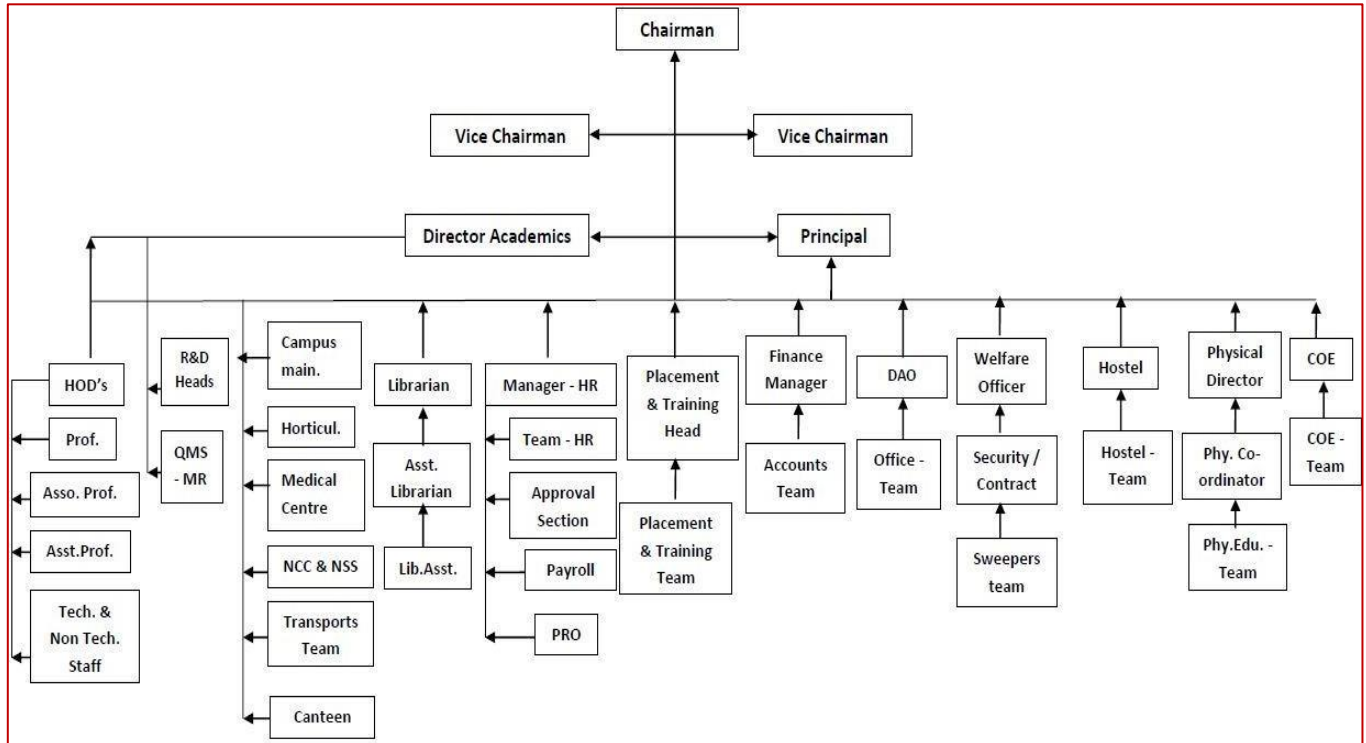 Chairman
Vice Chairman
Vice Chairman
Director Academics
Principal
HOD's
Prof.
Asso. Prof.
Asst.Prof.
Tech. &
Non Tech.
Staff
R&D
Heads
QMS
- MR
Campus
main.
Horticul.
Medical
Centre
NCC & NSS
Transports
Team
Canteen
Librarian
Asst.
Librarian
Lib.Asst.
Manager - HR
Team - HR
Approval
Section
Payroll
PRO
Placement
& Training
Head
Placement
& Training
Team
Finance
Manager
Accounts
Team
DAO
Office -
Team
Welfare
Officer
Security /
Contract
Sweepers
team
Hostel
Hostel -
Team
Physical
Director
Phy. Co-
ordinator
Phy.Edu. -
Team
COE
COE -
Team